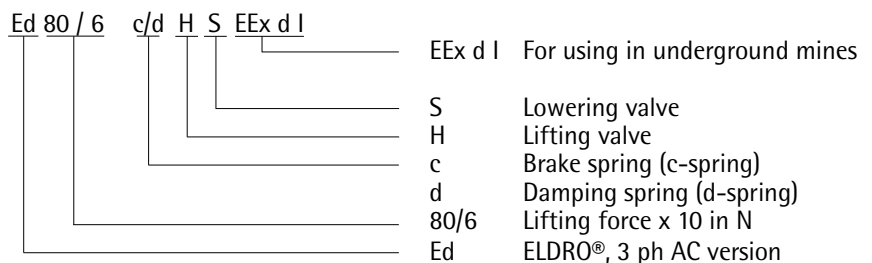 Ed 80 / 6 c/d H S EEx d I
EEx d I For using in underground mines
S Lowering valve
H Lifting valve
c Brake spring (c-spring)
d Damping spring (d-spring)
80/6 Lifting force x 10 in N
Ed ELDRO®, 3 ph AC version